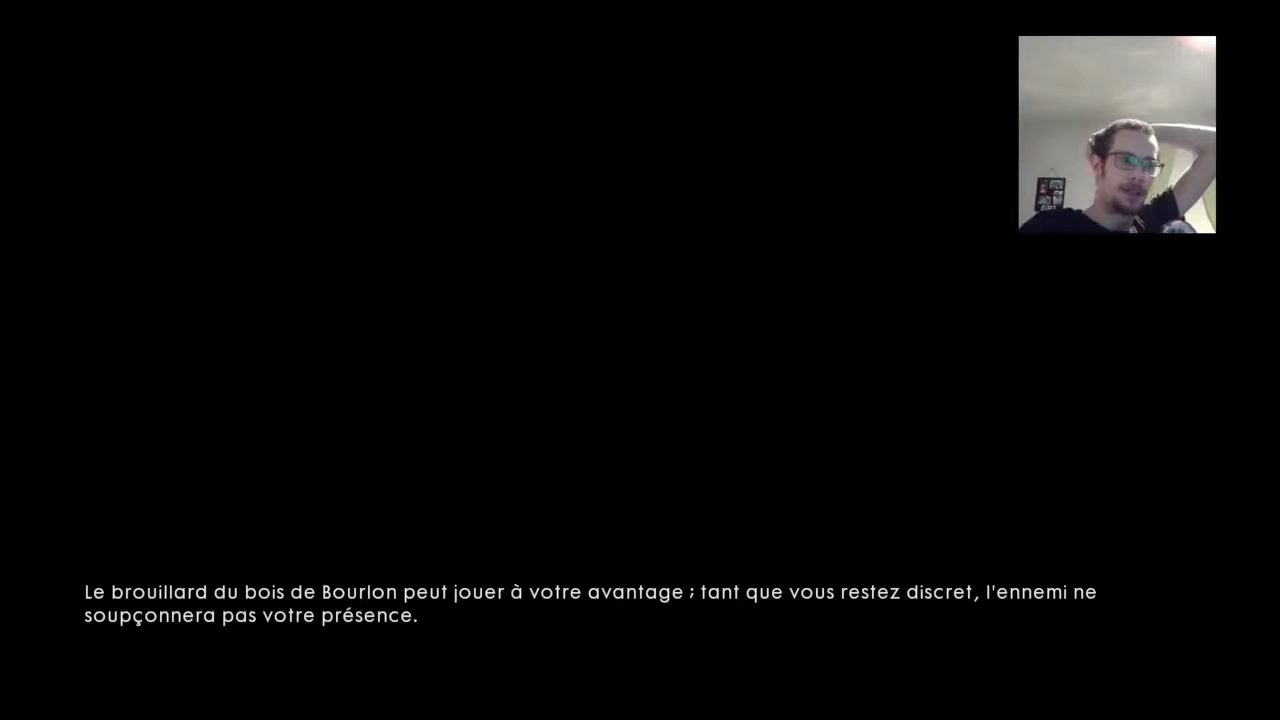 Le brouillard du bois de Bourlon peut jouer à votre avantage ; tant que vous restez discret, l'ennemi ne
soupçonnera pas votre présence.